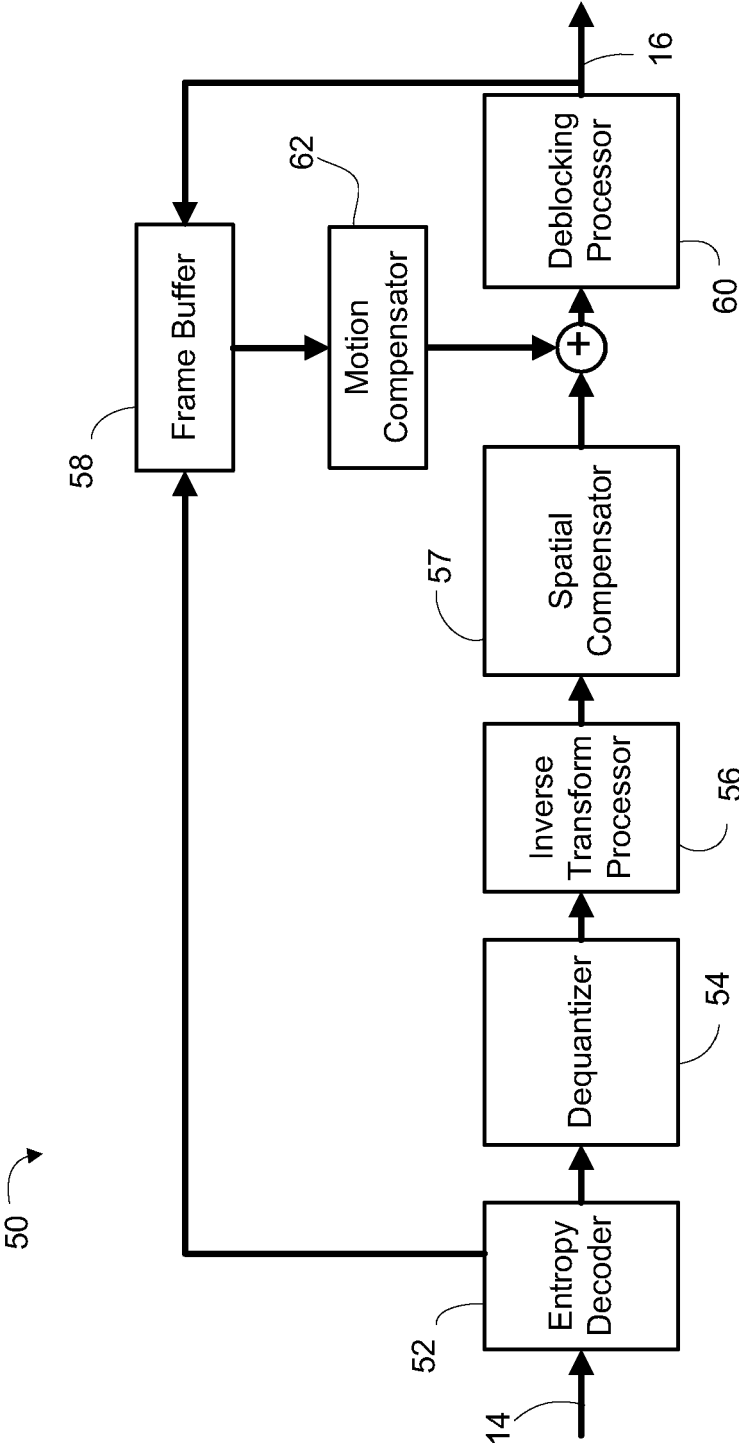 50
58
Frame Buffer
62
Motion
Compensator
14
52
Entropy
Decoder
Dequantizer
54
Inverse
Transform
Processor
56
57
Spatial
Compensator
+
Deblocking
Processor
60
16